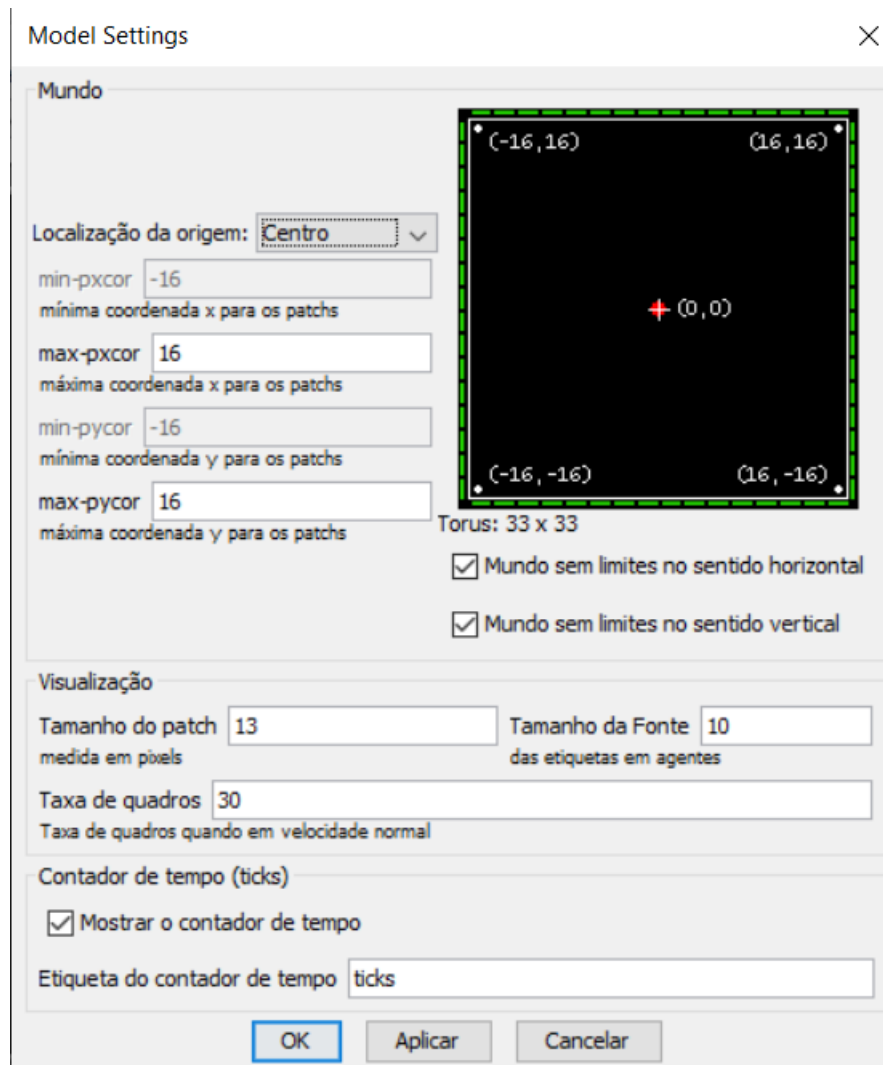 Model Settings
Mundo
(-16,16)
(16,16)
Localização da origem: Centro
min-pxcor -16
mínima coordenada x para os patchs
(0,0)
max-pxcor 16
máxima coordenada x para os patchs
min-pycor -16
mínima coordenada y para os patchs
(-16,-16)
(16,-16)
max-pycor 16
máxima coordenada y para os patchs
Torus: 33 x 33
Mundo sem limites no sentido horizontal
Mundo sem limites no sentido vertical
Visualização
Tamanho do patch 13
medida em pixels
Tamanho da Fonte 10
das etiquetas em agentes
Taxa de quadros 30
Taxa de quadros quando em velocidade normal
Contador de tempo (ticks)
Mostrar o contador de tempo
Etiqueta do contador de tempo ticks
OK
Aplicar
Cancelar